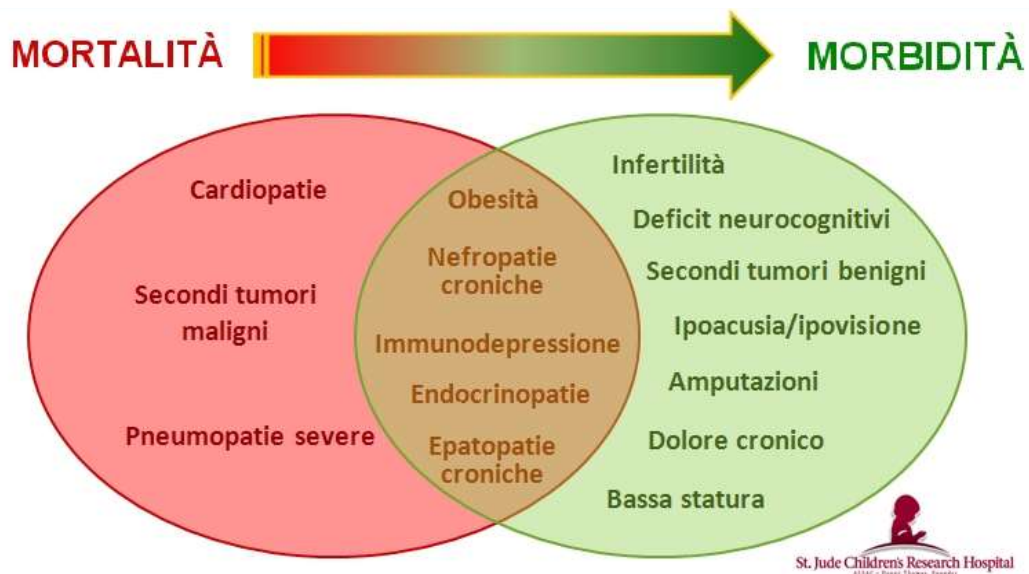 MORTALITÀ
MORBIDITÀ
Cardiopatie
Secondi tumori
maligni
Pneumopatie severe
Obesità
Nefropatie
croniche
Immunodepressione
Endocrinopatie
Epatopatie
croniche
Infertilità
Deficit neurocognitivi
Secondi tumori benigni
Ipoacusia/ipovisione
Amputazioni
Dolore cronico
Bassa statura
St. Jude Children's Research Hospital